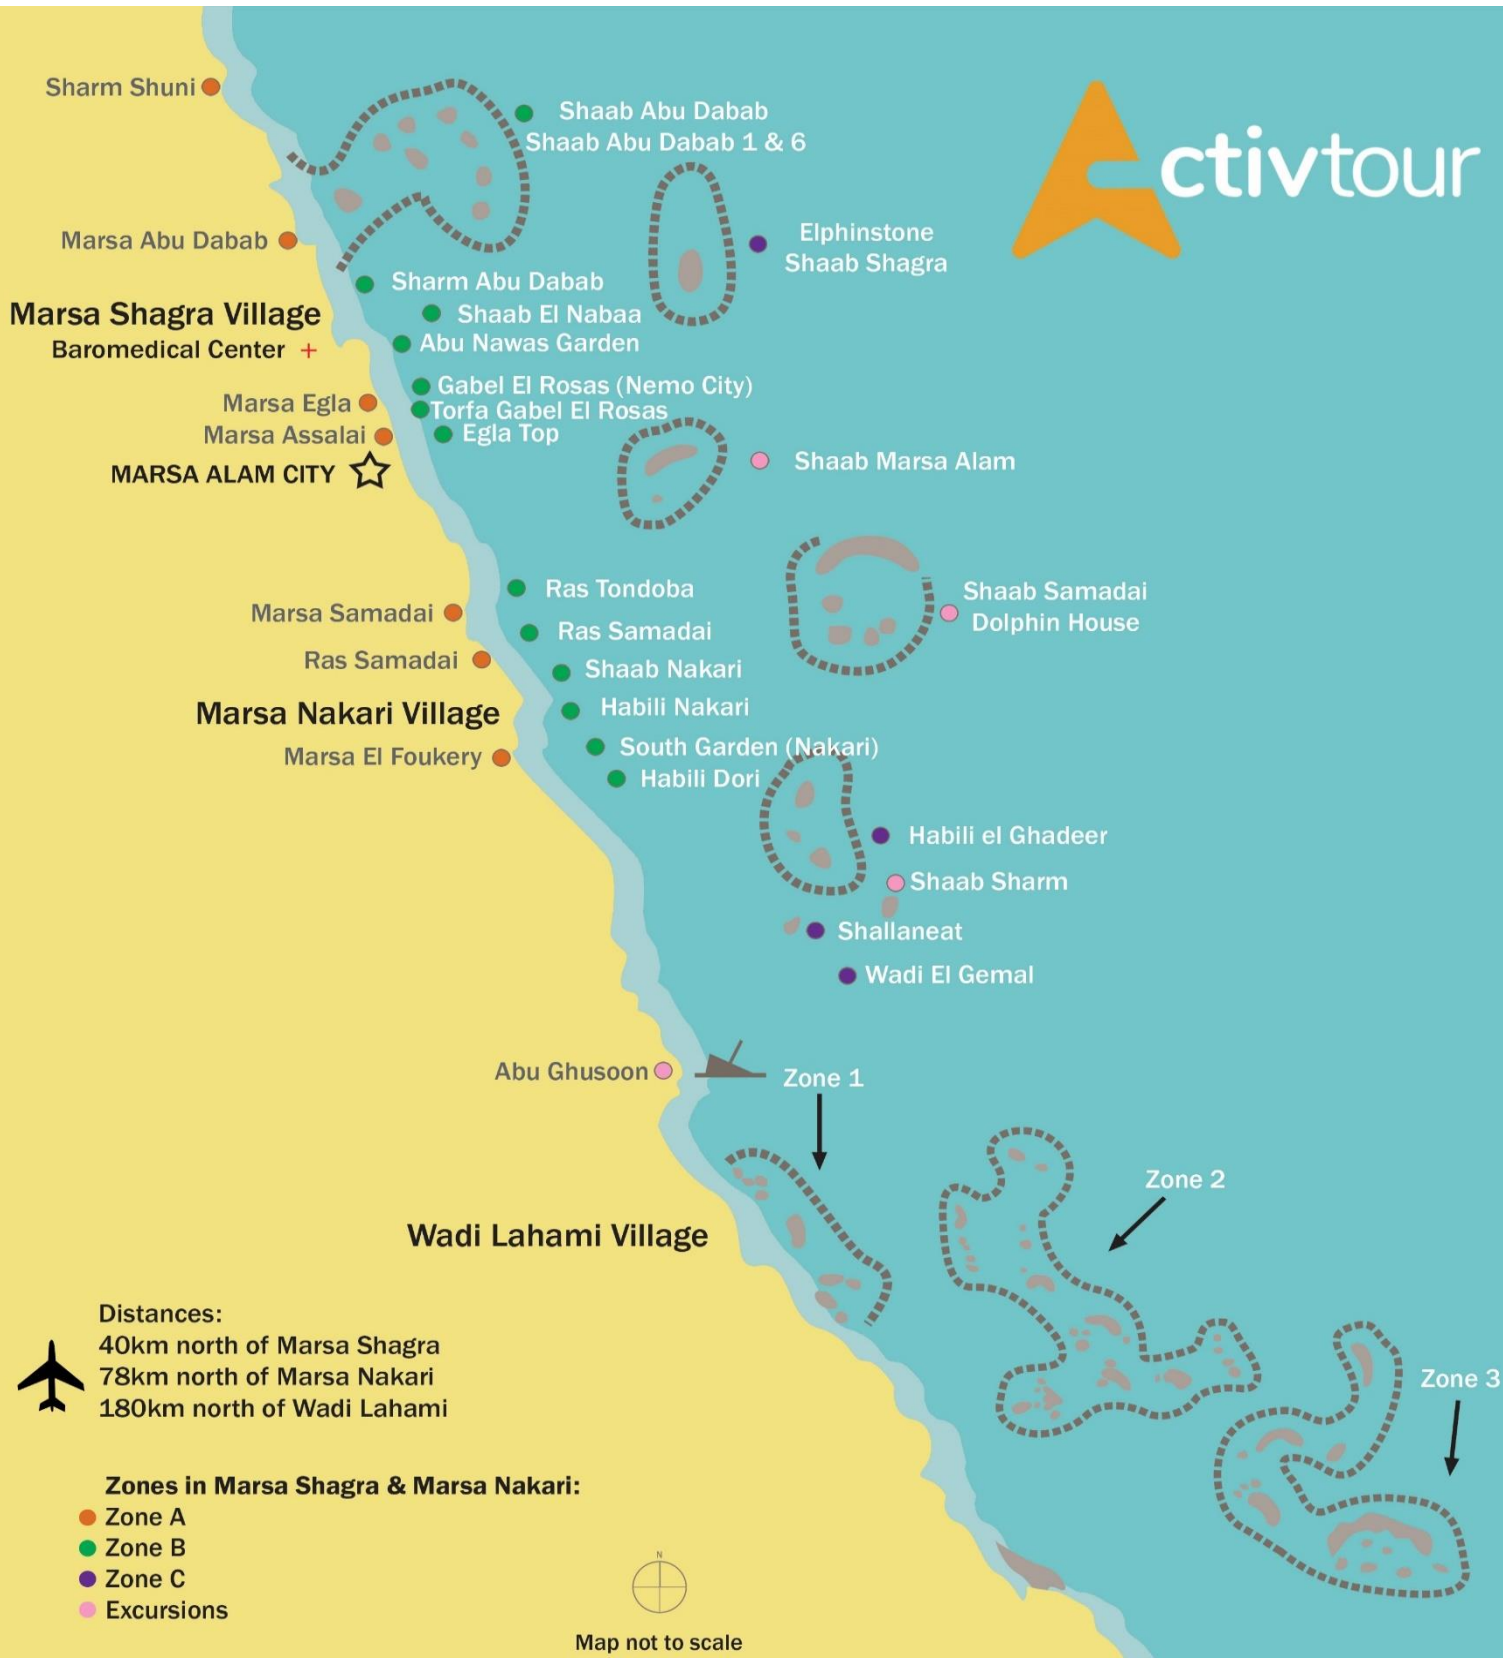 Sharm Shuni
Shaab Abu Dabab
Shaab Abu Dabab 1 & 6
ctivtour
Marsa Abu Dabab
Elphinstone
Shaab Shagra
Sharm Abu Dabab
Marsa Shagra Village
Shaab El Nabaa
Baromedical Center +
Abu Nawas Garden
Gabel El Rosas (Nemo City)
Marsa Egla
Torfa Gabel El Rosas
Marsa Assalai
Egla Top
MARSA ALAM CITY
Shaab Marsa Alam
Ras Tondoba
Shaab Samadai
Dolphin House
Marsa Samadai
Ras Samadai
Ras Samadai
Shaab Nakari
Marsa Nakari Village
Habili Nakari
South Garden (Nakari)
Marsa El Foukery
Habili Dori
Habili el Ghadeer
Shaab Sharm
Shallaneat
Wadi El Gemal
Abu Ghusoon
Zone 1
Zone 2
Wadi Lahami Village
Distances:
40km north of Marsa Shagra
78km north of Marsa Nakari
180km north of Wadi Lahami
Zone 3
Zones in Marsa Shagra & Marsa Nakari:
Zone A
Zone B
Zone C
Excursions
N
Map not to scale